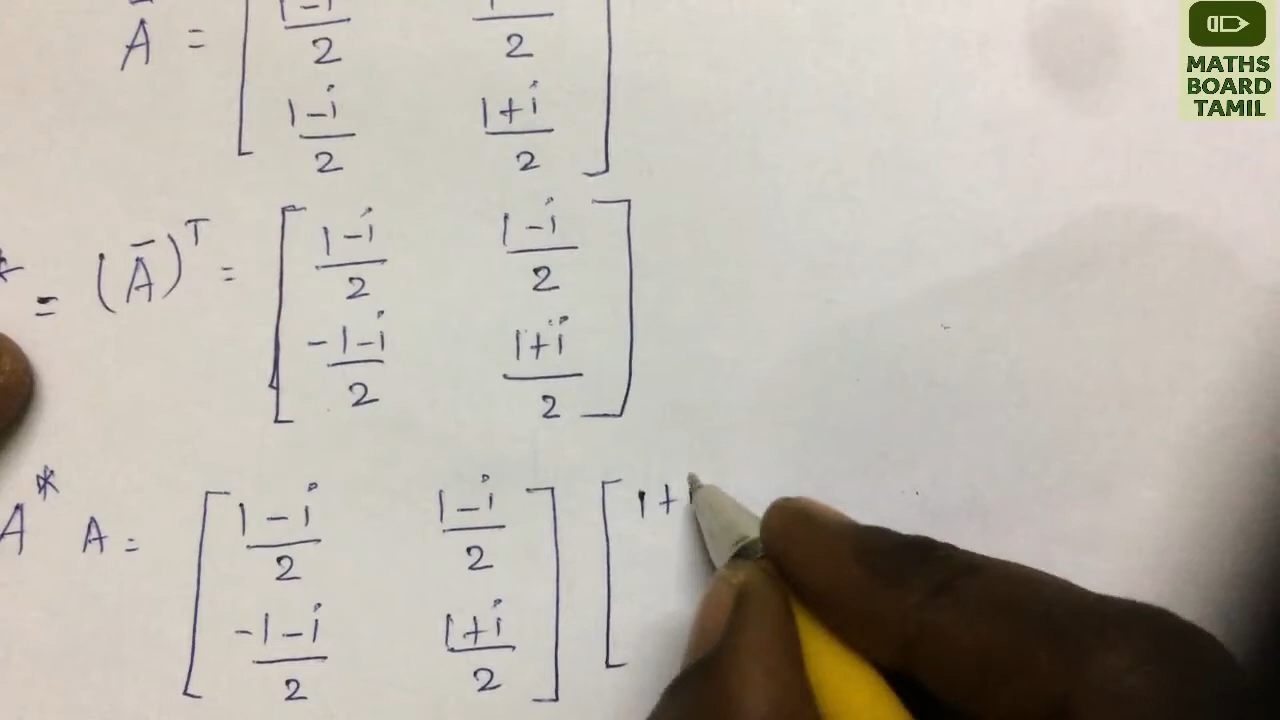 MATHS
BOARD
TAMIL
Ā = [ (1-i)/2
2
(1-i)/2 (1+i)/2 ]
* = (Ā)ᵀ = [ (1-i)/2 (1-i)/2
(-1-i)/2 (1+i)/2 ]
A* A = [ (1-i)/2 (1-i)/2 ] [ 1+i
(-1-i)/2 (1+i)/2 ]